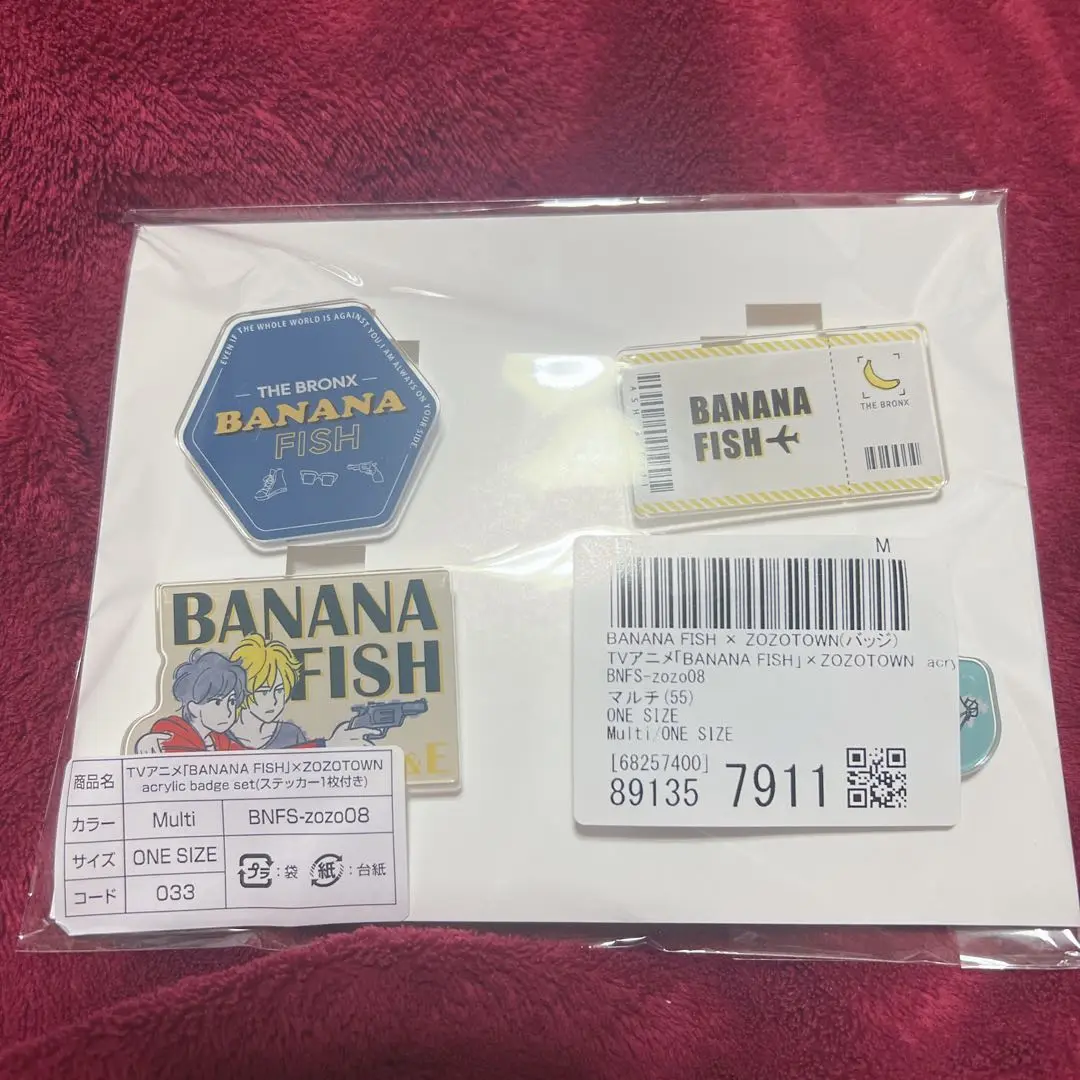 EVEN IF THE WHOLE WORLD IS AGAINST YOU, I AM ALWAYS ON YOUR SIDE.
THE BRONX
BANANA
FISH
ASH
BANANA
FISH
THE BRONX
BANANA
FISH
&E
M
BANANA FISH × ZOZOTOWN(バッジ)
TVアニメ「BANANA FISH」×ZOZOTOWN acry
BNFS-zozo08
マルチ(55)
ONE SIZE
Multi/ONE SIZE
[68257400]
89135 7911
商品名 TVアニメ「BANANA FISH」×ZOZOTOWN
acrylic badge set(ステッカー1枚付き)
カラー Multi BNFS-zozo08
サイズ ONE SIZE プラ:袋 紙:台紙
コード 033